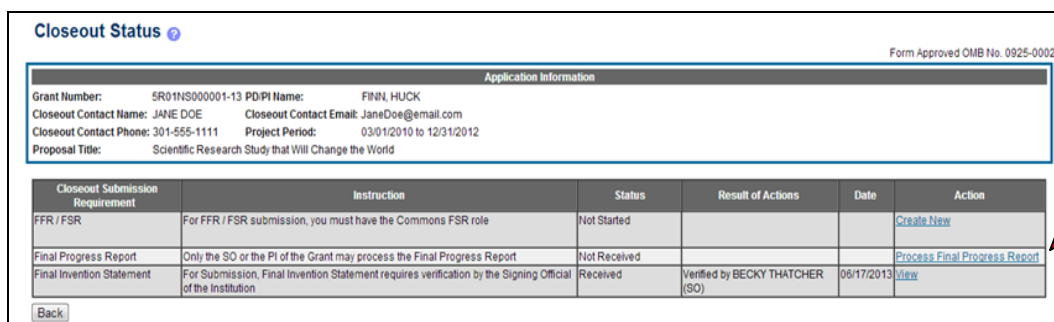 Closeout Status ?
Form Approved OMB No. 0925-0002
Application Information
Grant Number: 5R01NS000001-13 PD/PI Name: FINN, HUCK
Closeout Contact Name: JANE DOE Closeout Contact Email: JaneDoe@email.com
Closeout Contact Phone: 301-555-1111 Project Period: 03/01/2010 to 12/31/2012
Proposal Title: Scientific Research Study that Will Change the World
Closeout Submission Requirement Instruction Status Result of Actions Date Action
FFR / FSR For FFR / FSR submission, you must have the Commons FSR role Not Started Create New
Final Progress Report Only the SO or the PI of the Grant may process the Final Progress Report Not Received Process Final Progress Report
Final Invention Statement For Submission, Final Invention Statement requires verification by the Signing Official of the Institution Received Verified by BECKY THATCHER (SO) 06/17/2013 View
Back